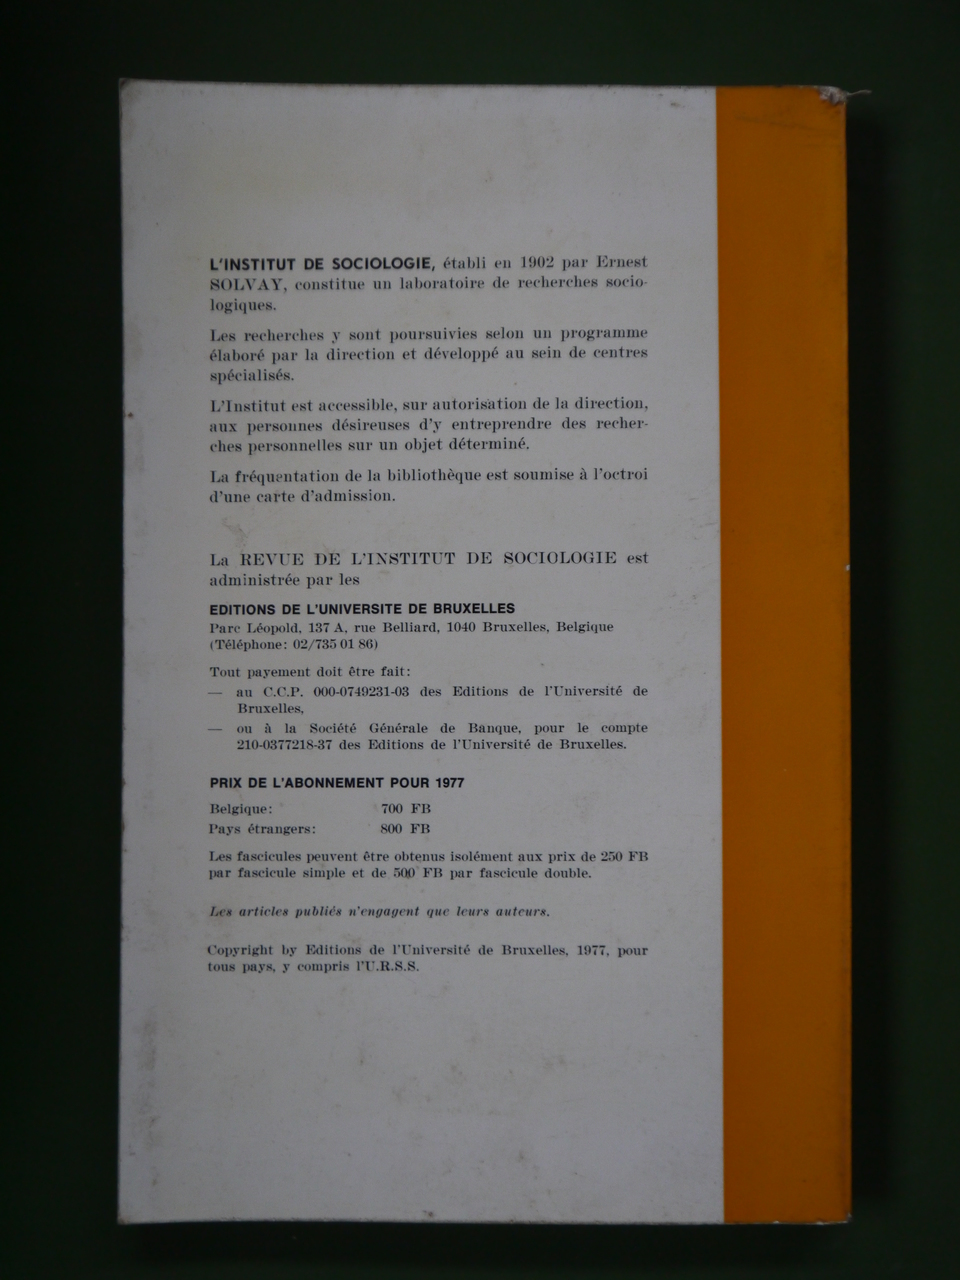 L'INSTITUT DE SOCIOLOGIE, établi en 1902 par Ernest
SOLVAY, constitue un laboratoire de recherches socio-
logiques.
Les recherches y sont poursuivies selon un programme
élaboré par la direction et développé au sein de centres
spécialisés.
L'Institut est accessible, sur autorisation de la direction,
aux personnes désireuses d'y entreprendre des recher-
ches personnelles sur un objet déterminé.
La fréquentation de la bibliothèque est soumise à l'octroi
d'une carte d'admission.
La REVUE DE L'INSTITUT DE SOCIOLOGIE est
administrée par les
EDITIONS DE L'UNIVERSITE DE BRUXELLES
Parc Léopold, 137 A, rue Belliard, 1040 Bruxelles, Belgique
(Téléphone: 02/735 01 86)
Tout payement doit être fait:
— au C.C.P. 000-0749231-03 des Editions de l'Université de
Bruxelles,
— ou à la Société Générale de Banque, pour le compte
210-0377218-37 des Editions de l'Université de Bruxelles.
PRIX DE L'ABONNEMENT POUR 1977
Belgique: 700 FB
Pays étrangers: 800 FB
Les fascicules peuvent être obtenus isolément aux prix de 250 FB
par fascicule simple et de 500 FB par fascicule double.
Les articles publiés n'engagent que leurs auteurs.
Copyright by Editions de l'Université de Bruxelles, 1977, pour
tous pays, y compris l'U.R.S.S.